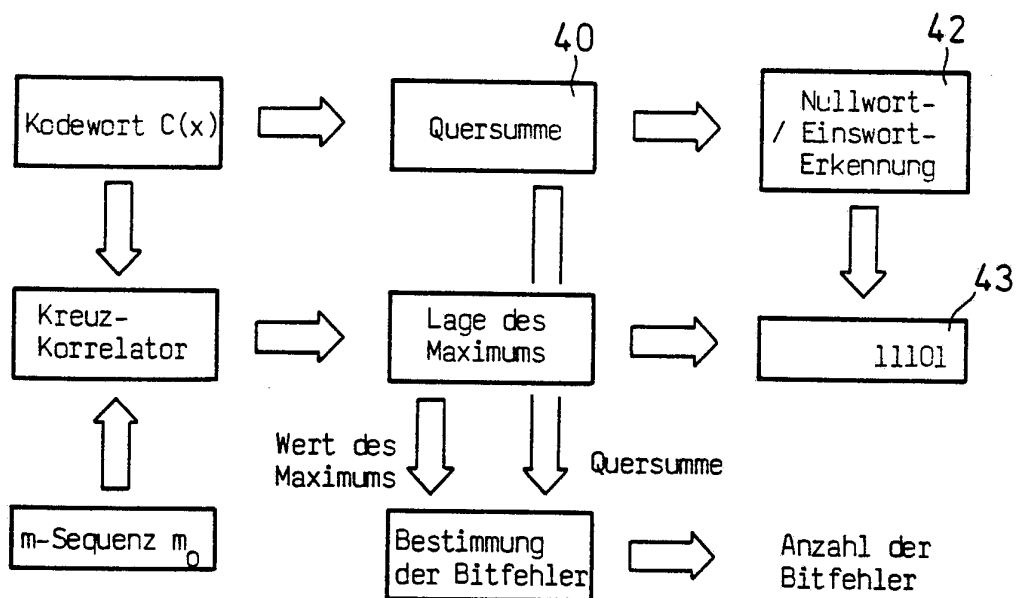 40
42
Kodewort C(x)
Quersumme
Nullwort-
/ Einswort-
Erkennung
43
Kreuz-
Korrelator
Lage des
Maximums
11101
Wert des
Maximums
Quersumme
m-Sequenz m₀
Bestimmung
der Bitfehler
Anzahl der
Bitfehler